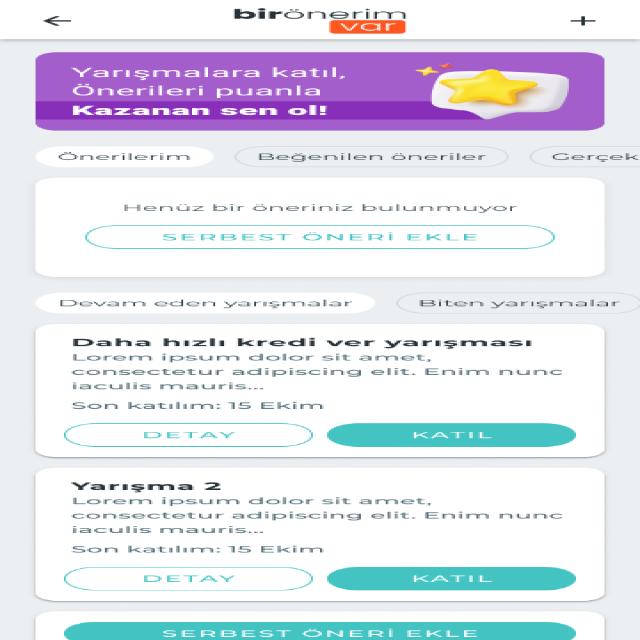 birönerim
var
Yarışmalara katıl,
Önerileri puanla
Kazanan sen ol!
Önerilerim
Beğenilen öneriler
Gerçek
Henüz bir öneriniz bulunmuyor
SERBEST ÖNERİ EKLE
Devam eden yarışmalar
Biten yarışmalar
Daha hızlı kredi ver yarışması
Lorem ipsum dolor sit amet,
consectetur adipiscing elit. Enim nunc
iaculis mauris...
Son katılım: 15 Ekim
DETAY
KATIL
Yarışma 2
Lorem ipsum dolor sit amet,
consectetur adipiscing elit. Enim nunc
iaculis mauris...
Son katılım: 15 Ekim
DETAY
KATIL
SERBEST ÖNERİ EKLE